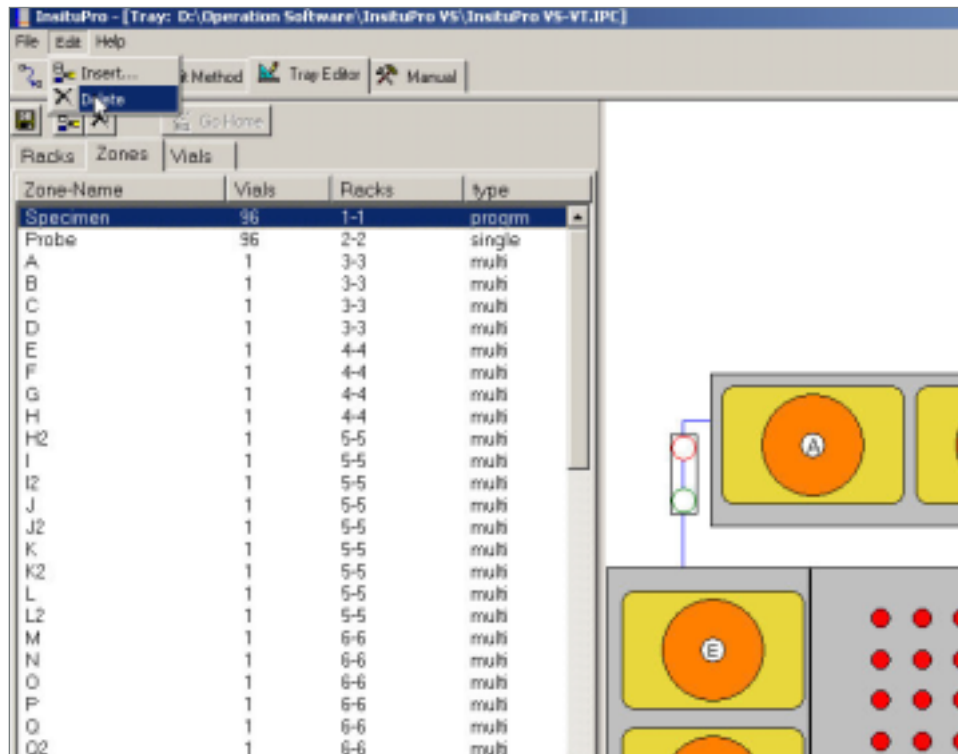 InsituPro - [Tray: D:\Operation Software\InsituPro VS\InsituPro VS-VT.IPC]
File Edit Help
Insert... Method Tray Editor Manual
Delete
Go Home
Racks Zones Vials
Zone-Name Vials Racks type
Specimen 96 1-1 progrm
Probe 96 2-2 single
A 1 3-3 multi
B 1 3-3 multi
C 1 3-3 multi
D 1 3-3 multi
E 1 4-4 multi
F 1 4-4 multi
G 1 4-4 multi
H 1 4-4 multi
H2 1 5-5 multi
I 1 5-5 multi
I2 1 5-5 multi
J 1 5-5 multi
J2 1 5-5 multi
K 1 5-5 multi
K2 1 5-5 multi
L 1 5-5 multi
L2 1 5-5 multi
M 1 6-6 multi
N 1 6-6 multi
O 1 6-6 multi
P 1 6-6 multi
Q 1 6-6 multi
Q2 1 6-6 multi
A
E